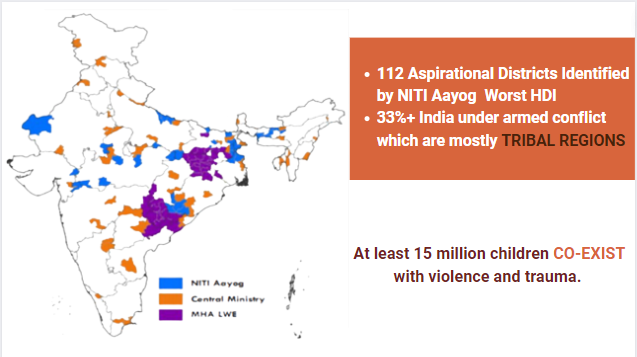 • 112 Aspirational Districts Identified
by NITI Aayog Worst HDI
• 33%+ India under armed conflict
which are mostly TRIBAL REGIONS
At least 15 million children CO-EXIST
with violence and trauma.
NITI Aayog
Central Ministry
MHA LWE